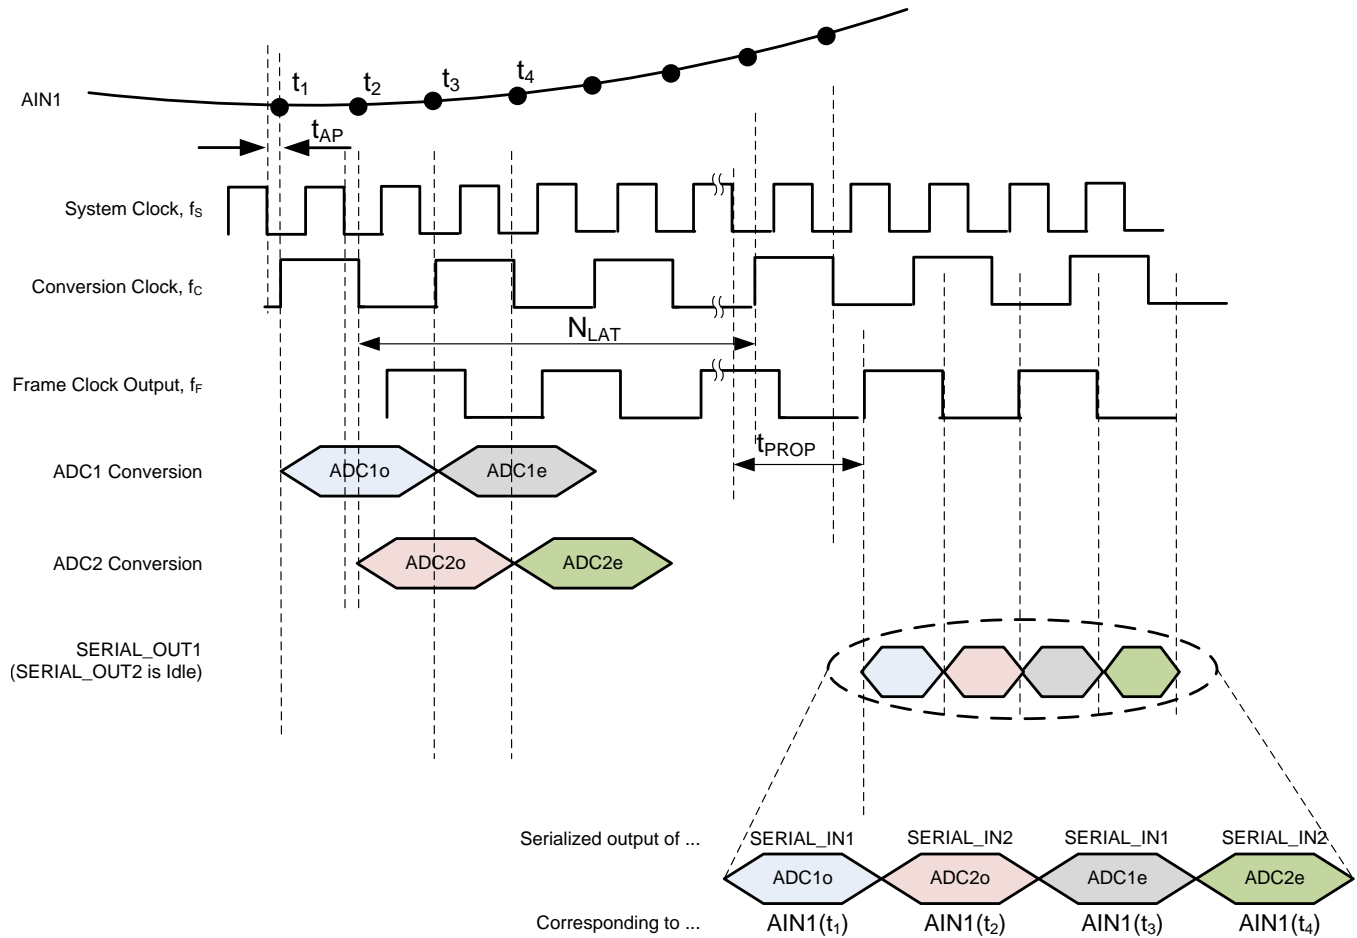 t1 t2 t3 t4
AIN1
tAP
System Clock, fS
Conversion Clock, fC
NLAT
Frame Clock Output, fF
tPROP
ADC1 Conversion
ADC1o ADC1e
ADC2 Conversion
ADC2o ADC2e
SERIAL_OUT1
(SERIAL_OUT2 is Idle)
Serialized output of ... SERIAL_IN1 SERIAL_IN2 SERIAL_IN1 SERIAL_IN2
ADC1o ADC2o ADC1e ADC2e
Corresponding to ... AIN1(t1) AIN1(t2) AIN1(t3) AIN1(t4)